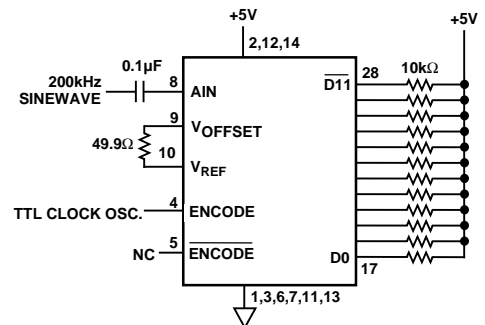 +5V
+5V
2,12,14
0.1µF
200kHz
SINEWAVE
8
AIN
D11
28
10kΩ
9
VOFFSET
49.9Ω
10
VREF
4
TTL CLOCK OSC.
ENCODE
5
NC
ENCODE
D0
17
1,3,6,7,11,13